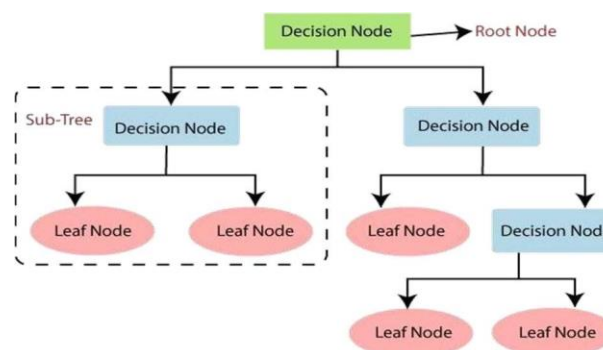 Decision Node
Root Node
Sub-Tree
Decision Node
Decision Node
Leaf Node
Leaf Node
Leaf Node
Decision Nod
Leaf Node
Leaf Node